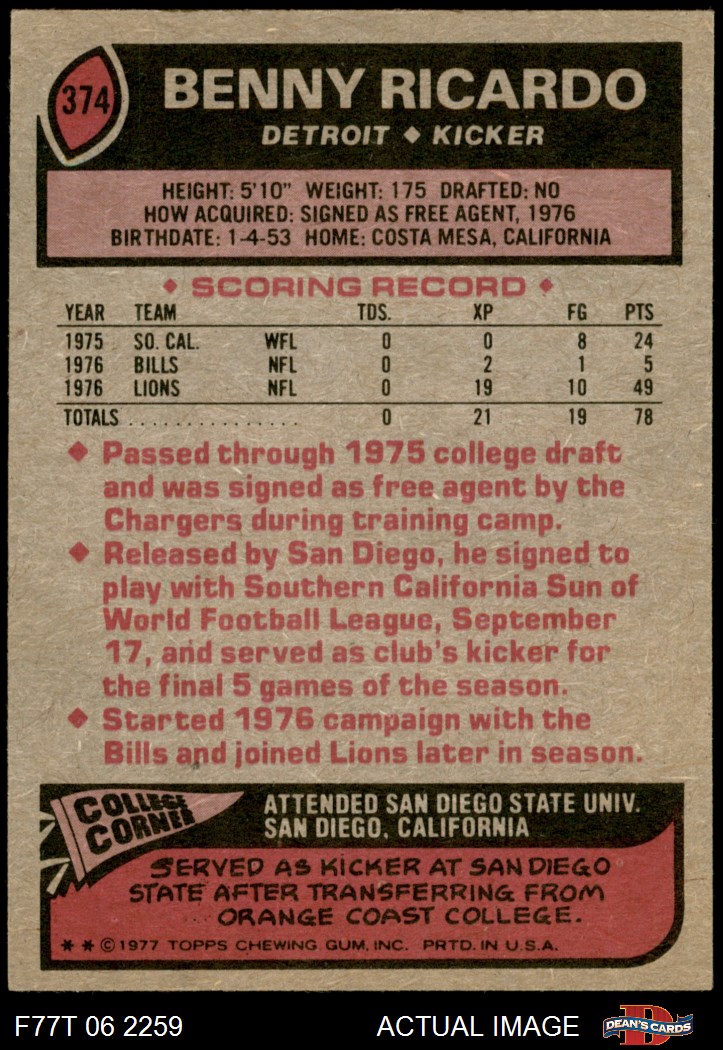 374
BENNY RICARDO
DETROIT ◆ KICKER
HEIGHT: 5'10" WEIGHT: 175 DRAFTED: NO
HOW ACQUIRED: SIGNED AS FREE AGENT, 1976
BIRTHDATE: 1-4-53 HOME: COSTA MESA, CALIFORNIA
◆ SCORING RECORD ◆
YEAR TEAM TDS. XP FG PTS
1975 SO. CAL. WFL 0 0 8 24
1976 BILLS NFL 0 2 1 5
1976 LIONS NFL 0 19 10 49
TOTALS . . . . . . . . . . . . . . . . 0 21 19 78
◆ Passed through 1975 college draft
and was signed as free agent by the
Chargers during training camp.
◆ Released by San Diego, he signed to
play with Southern California Sun of
World Football League, September
17, and served as club's kicker for
the final 5 games of the season.
◆ Started 1976 campaign with the
Bills and joined Lions later in season.
COLLEGE
CORNER
ATTENDED SAN DIEGO STATE UNIV.
SAN DIEGO, CALIFORNIA
SERVED AS KICKER AT SAN DIEGO
STATE AFTER TRANSFERRING FROM
ORANGE COAST COLLEGE.
* * © 1977 TOPPS CHEWING GUM, INC. PRTD. IN U.S.A.
F77T 06 2259 ACTUAL IMAGE
D
DEAN'S CARDS